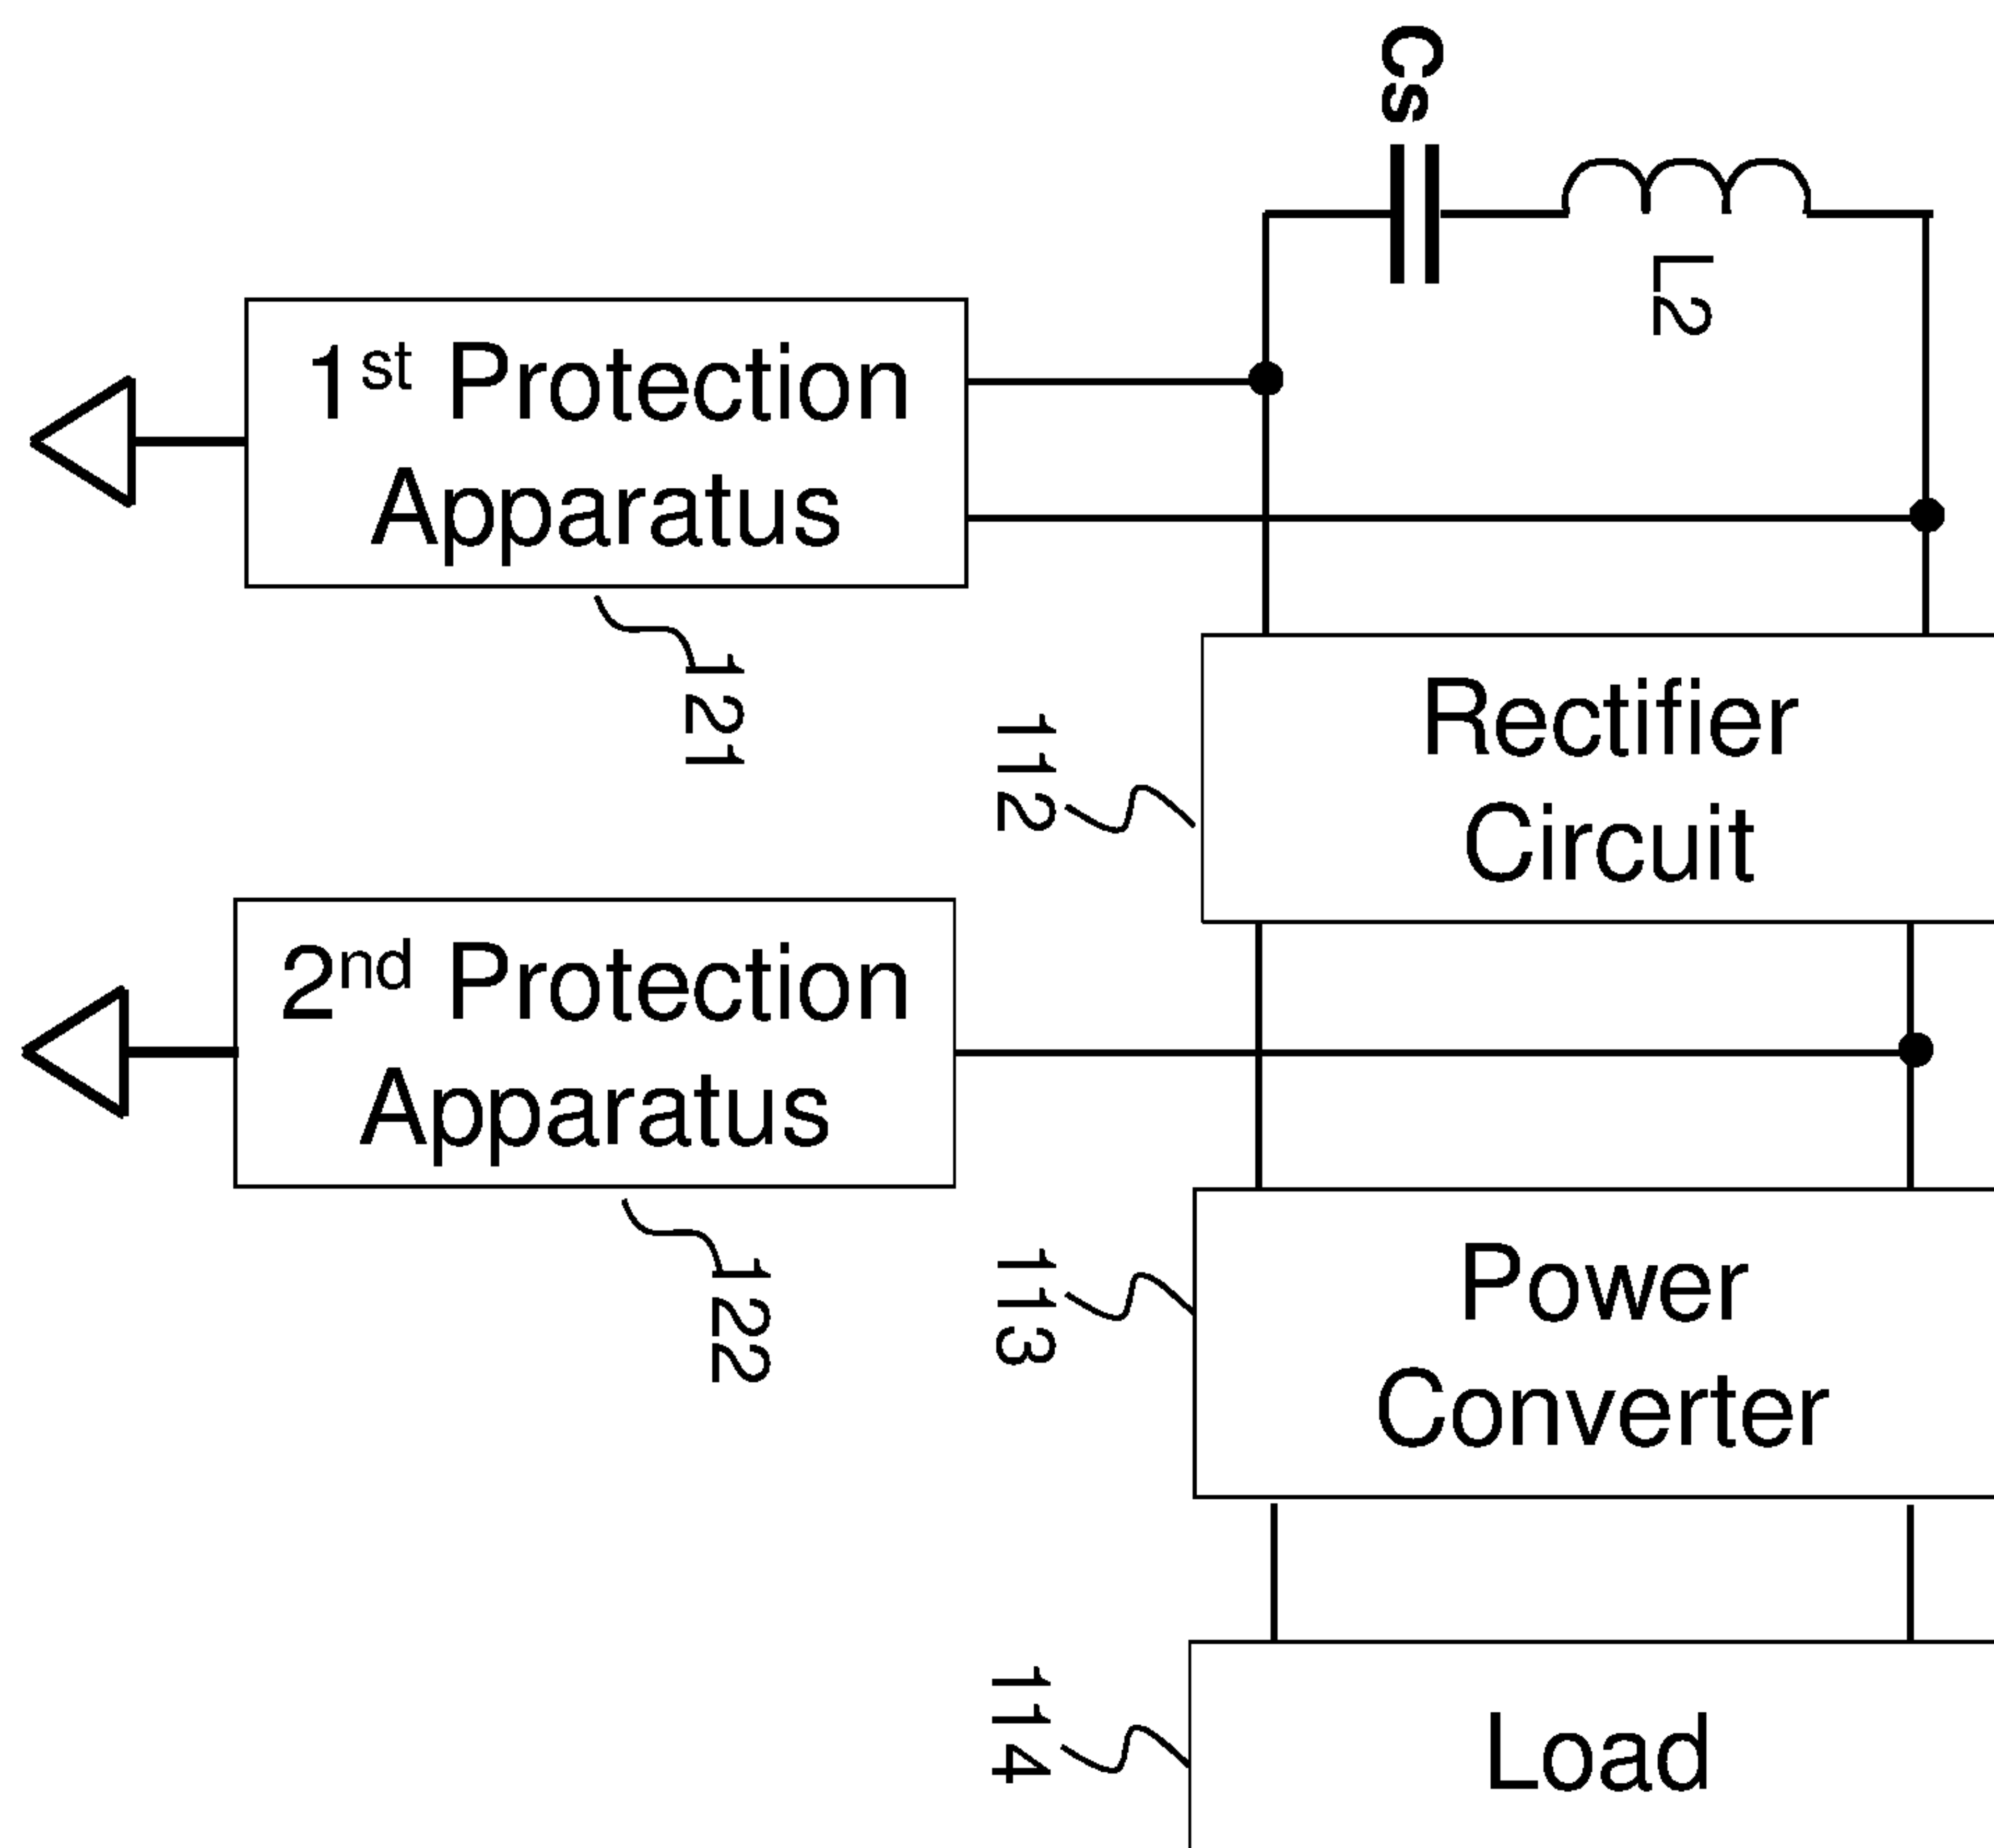 Cs
L2
1st Protection
Apparatus
121
Rectifier
Circuit
112
2nd Protection
Apparatus
122
Power
Converter
113
Load
114